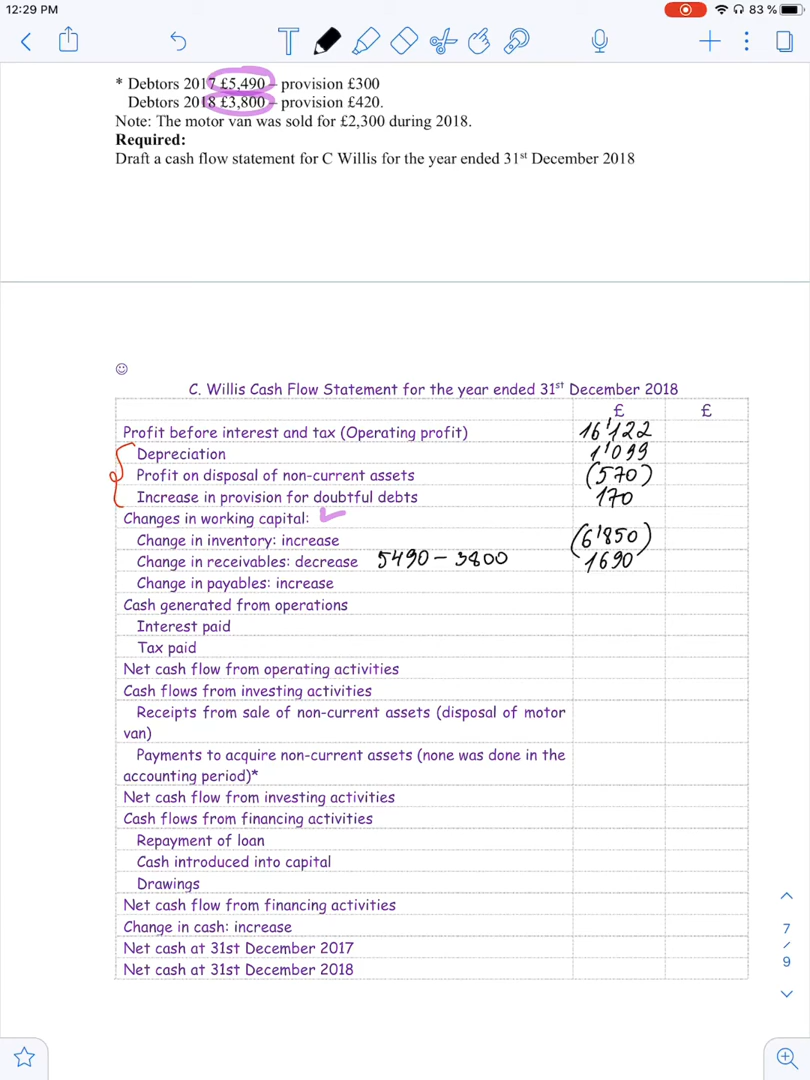 12:29 PM
83 %
T
* Debtors 2017 £5,490 – provision £300
Debtors 2018 £3,800 – provision £420.
Note: The motor van was sold for £2,300 during 2018.
Required:
Draft a cash flow statement for C Willis for the year ended 31st December 2018
☺
C. Willis Cash Flow Statement for the year ended 31st December 2018
£ £
Profit before interest and tax (Operating profit) 16'122
Depreciation 1'099
Profit on disposal of non-current assets (570)
Increase in provision for doubtful debts 170
Changes in working capital:
Change in inventory: increase (6'850)
Change in receivables: decrease 5490 – 3800 1690
Change in payables: increase
Cash generated from operations
Interest paid
Tax paid
Net cash flow from operating activities
Cash flows from investing activities
Receipts from sale of non-current assets (disposal of motor
van)
Payments to acquire non-current assets (none was done in the
accounting period)*
Net cash flow from investing activities
Cash flows from financing activities
Repayment of loan
Cash introduced into capital
Drawings
Net cash flow from financing activities
Change in cash: increase
Net cash at 31st December 2017
Net cash at 31st December 2018
7
/
9